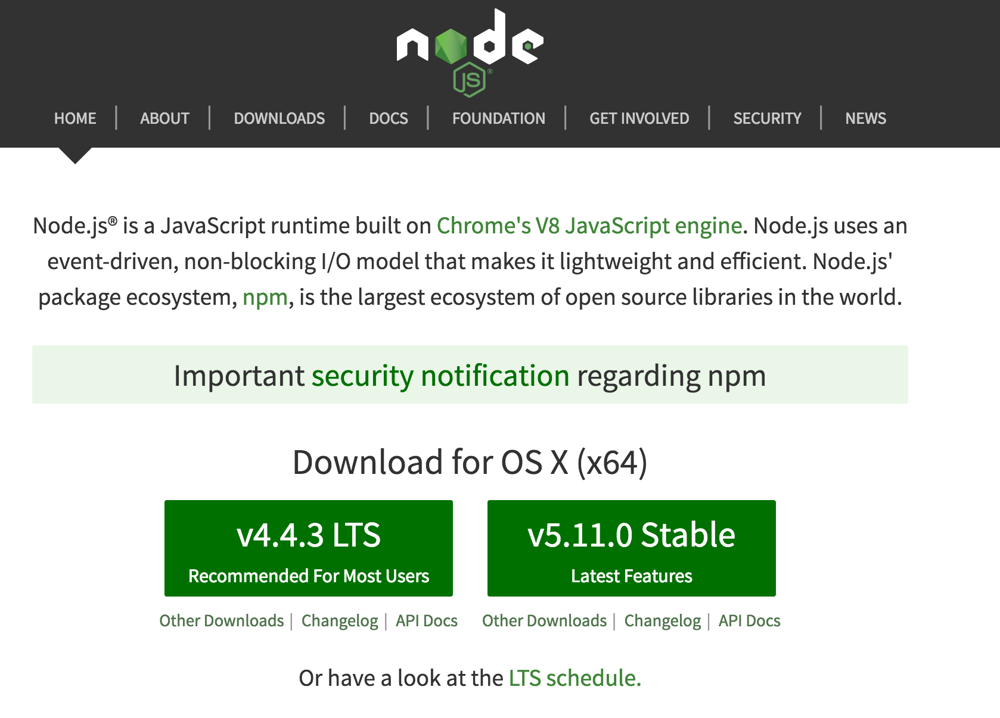 node
JS®
HOME | ABOUT | DOWNLOADS | DOCS | FOUNDATION | GET INVOLVED | SECURITY | NEWS
Node.js® is a JavaScript runtime built on Chrome's V8 JavaScript engine. Node.js uses an
event-driven, non-blocking I/O model that makes it lightweight and efficient. Node.js'
package ecosystem, npm, is the largest ecosystem of open source libraries in the world.
Important security notification regarding npm
Download for OS X (x64)
v4.4.3 LTS
Recommended For Most Users
v5.11.0 Stable
Latest Features
Other Downloads | Changelog | API Docs
Other Downloads | Changelog | API Docs
Or have a look at the LTS schedule.